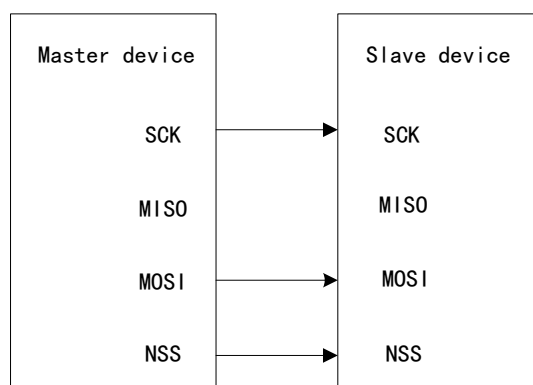 Master device
SCK
MISO
MOSI
NSS
Slave device
SCK
MISO
MOSI
NSS